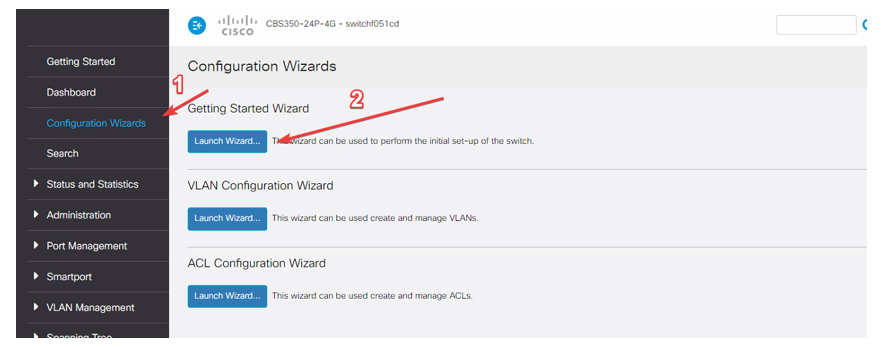 CISCO
CBS350-24P-4G - switchf051cd
Getting Started
Dashboard
Configuration Wizards
Search
Status and Statistics
Administration
Port Management
Smartport
VLAN Management
Spanning Tree
1
2
Configuration Wizards
Getting Started Wizard
Launch Wizard... This wizard can be used to perform the initial set-up of the switch.
VLAN Configuration Wizard
Launch Wizard... This wizard can be used create and manage VLANs.
ACL Configuration Wizard
Launch Wizard... This wizard can be used create and manage ACLs.